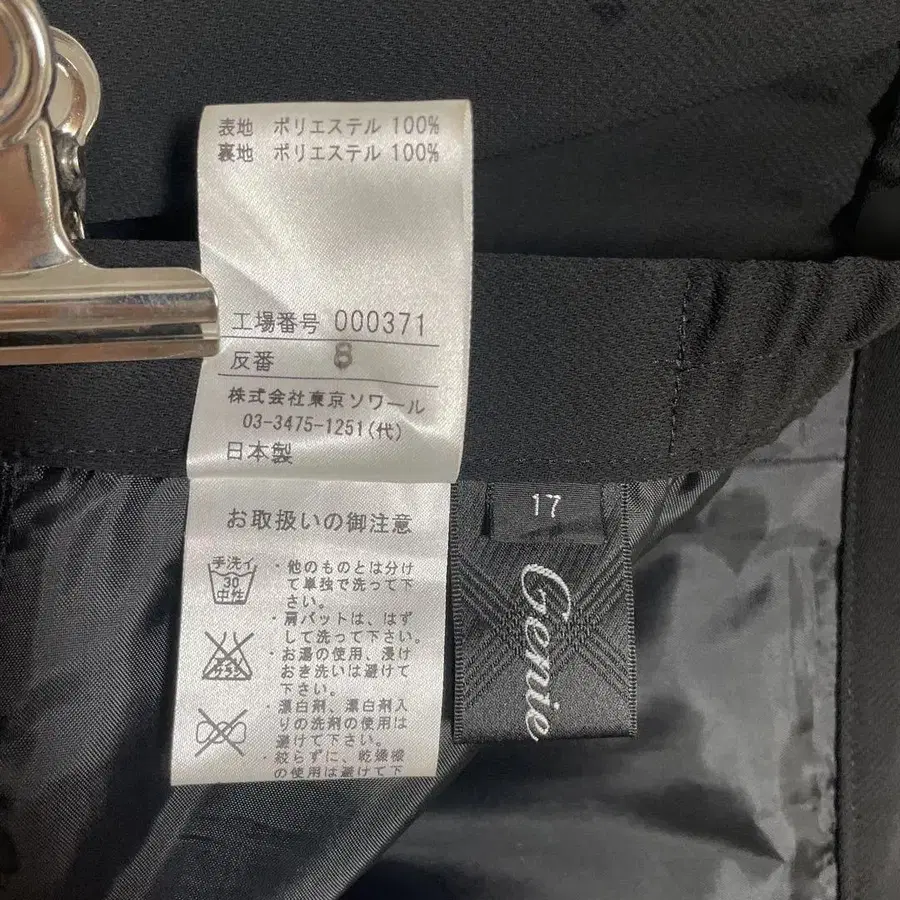 表地 ポリエステル 100%
裏地 ポリエステル 100%
工場番号 000371
反番 8
株式会社東京ソワール
03-3475-1251(代)
日本製
お取扱いの御注意
手洗イ
30
中性
・他のものとは分け
て単独で洗って下
さい。
・肩パットは、はず
して洗って下さい。
・お湯の使用、浸け
おき洗いは避けて
下さい。
・漂白剤、漂白剤入
りの洗剤の使用は
避けて下さい。
・絞らずに、乾燥機
の使用は避けて下
17
Genie